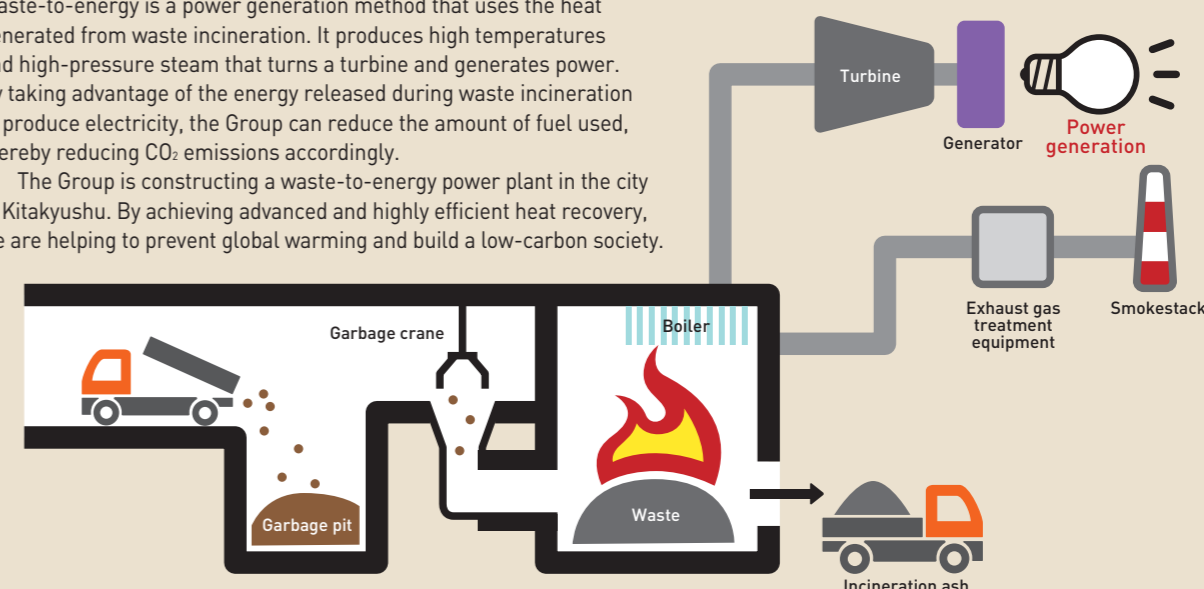 aste-to-energy is a power generation method that uses the heat
nerated from waste incineration. It produces high temperatures
d high-pressure steam that turns a turbine and generates power.
y taking advantage of the energy released during waste incineration
produce electricity, the Group can reduce the amount of fuel used,
ereby reducing CO₂ emissions accordingly.
The Group is constructing a waste-to-energy power plant in the city
Kitakyushu. By achieving advanced and highly efficient heat recovery,
e are helping to prevent global warming and build a low-carbon society.
Turbine
Generator
Power
generation
Exhaust gas
treatment
equipment
Smokestack
Garbage crane
Boiler
Garbage pit
Waste
Incineration ash